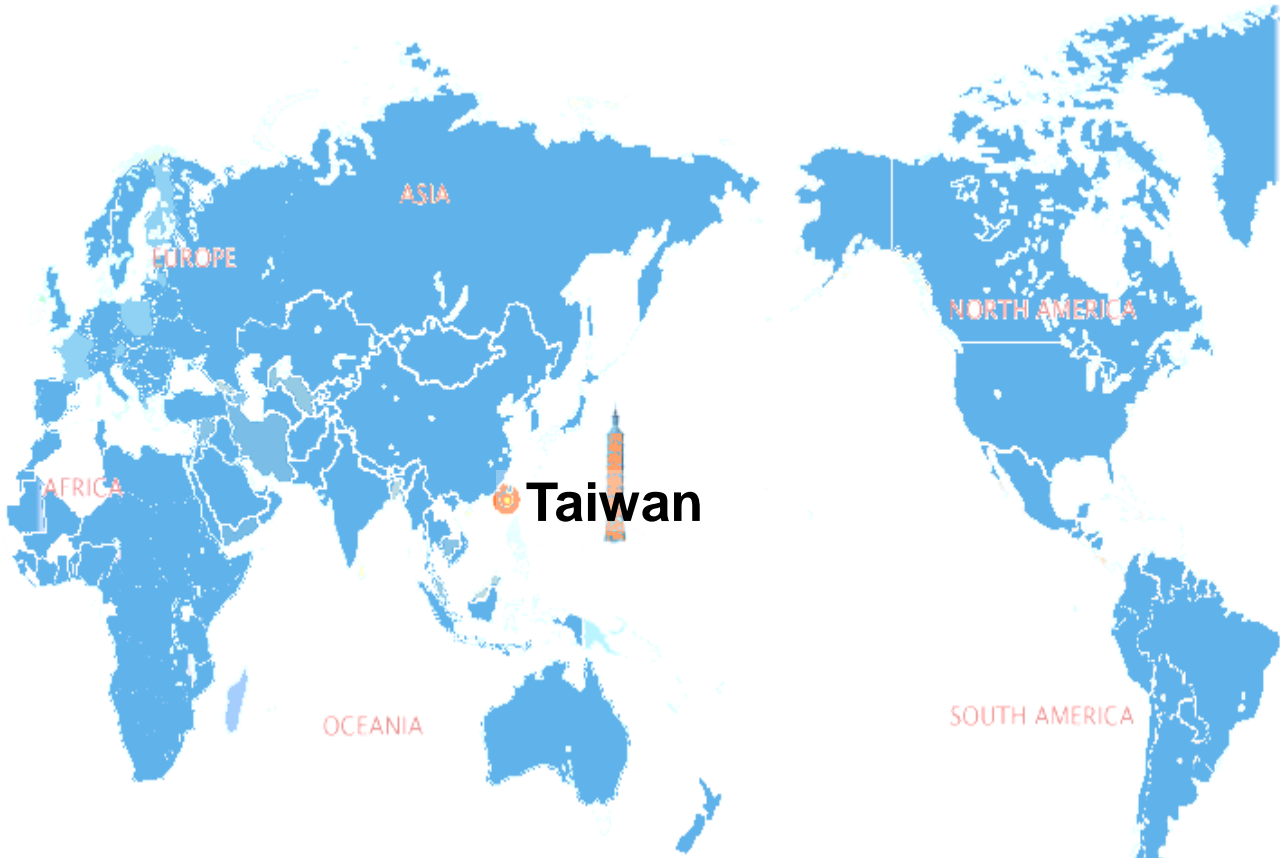 ASIA
EUROPE
NORTH AMERICA
AFRICA
Taiwan
OCEANIA
SOUTH AMERICA